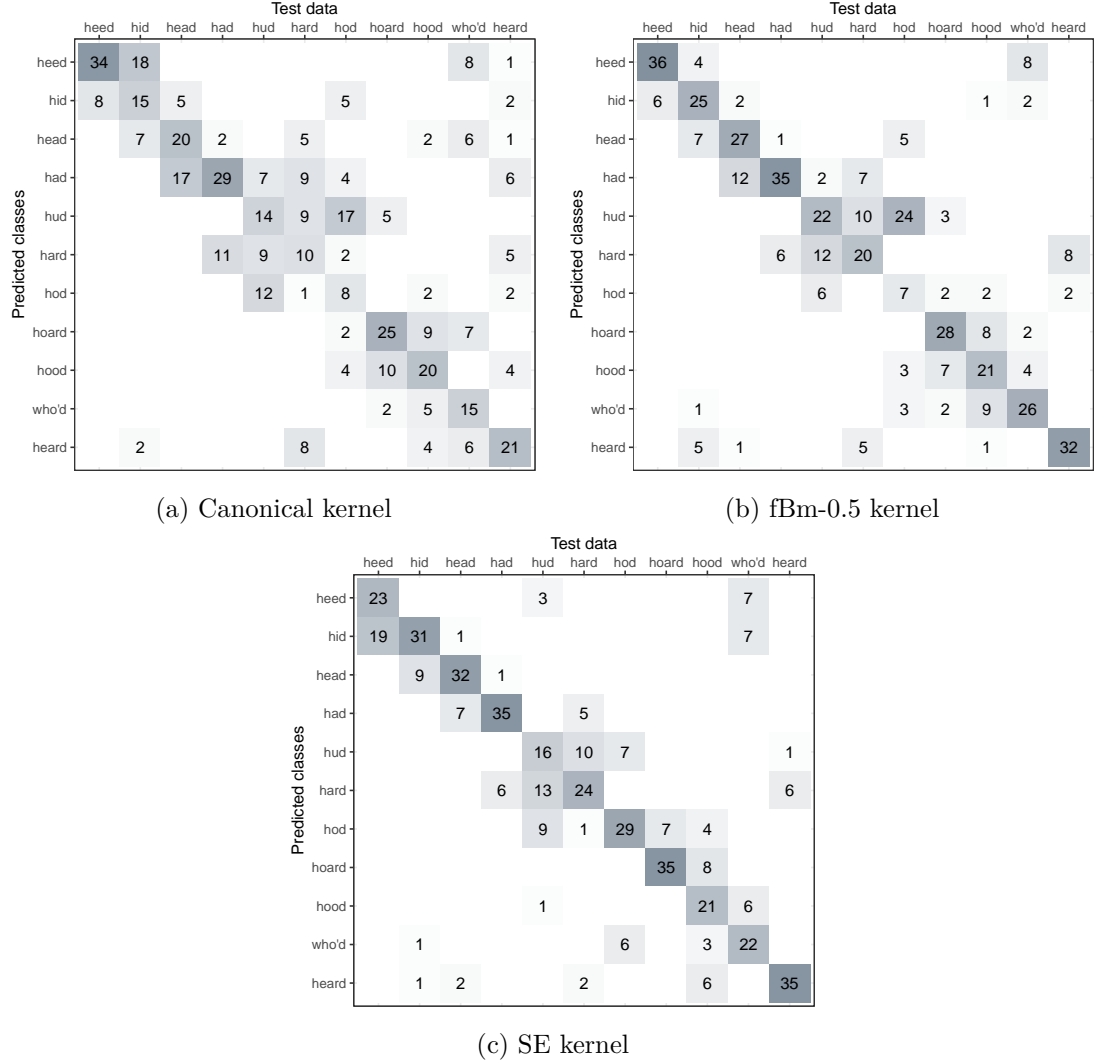 Test data
heed hid head had hud hard hod hoard hood who'd heard
Predicted classes
heed 34 18 8 1
hid 8 15 5 5 2
head 7 20 2 5 2 6 1
had 17 29 7 9 4 6
hud 14 9 17 5
hard 11 9 10 2 5
hod 12 1 8 2 2
hoard 2 25 9 7
hood 4 10 20 4
who'd 2 5 15
heard 2 8 4 6 21
(a) Canonical kernel
Test data
heed hid head had hud hard hod hoard hood who'd heard
Predicted classes
heed 36 4 8
hid 6 25 2 1 2
head 7 27 1 5
had 12 35 2 7
hud 22 10 24 3
hard 6 12 20 8
hod 6 7 2 2 2
hoard 28 8 2
hood 3 7 21 4
who'd 1 3 2 9 26
heard 5 1 5 1 32
(b) fBm-0.5 kernel
Test data
heed hid head had hud hard hod hoard hood who'd heard
Predicted classes
heed 23 3 7
hid 19 31 1 7
head 9 32 1
had 7 35 5
hud 16 10 7 1
hard 6 13 24 6
hod 9 1 29 7 4
hoard 35 8
hood 1 21 6
who'd 1 6 3 22
heard 1 2 2 6 35
(c) SE kernel